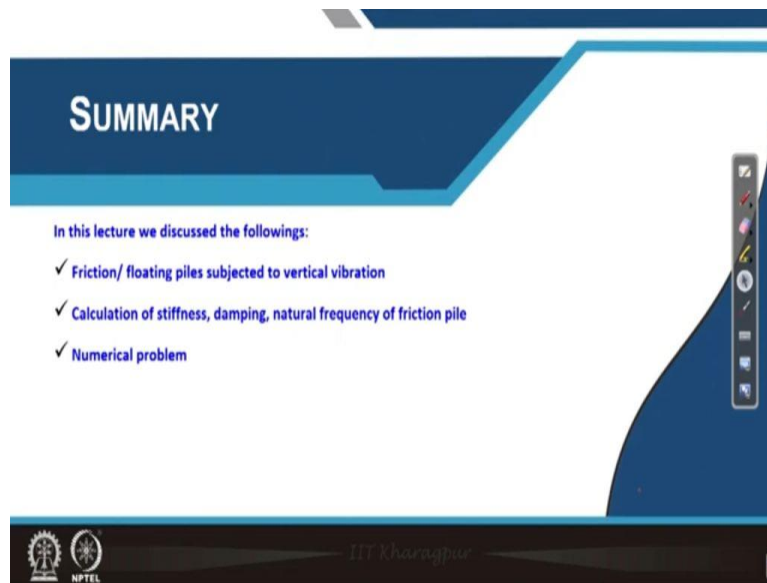 SUMMARY
In this lecture we discussed the followings:
✓ Friction/ floating piles subjected to vertical vibration
✓ Calculation of stiffness, damping, natural frequency of friction pile
✓ Numerical problem
IIT Kharagpur
NPTEL